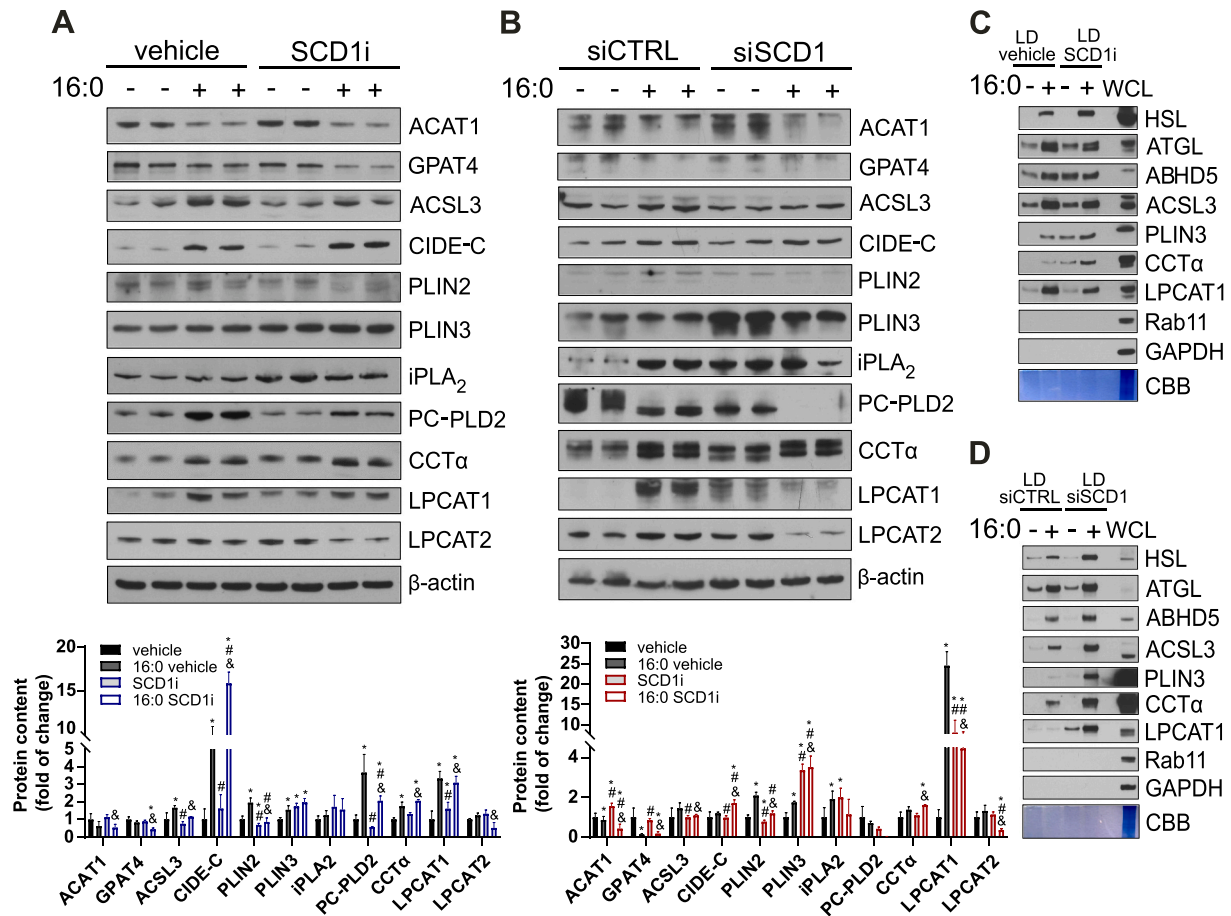 A
vehicle SCD1i
16:0 - - + + - - + +
ACAT1
GPAT4
ACSL3
CIDE-C
PLIN2
PLIN3
iPLA2
PC-PLD2
CCTα
LPCAT1
LPCAT2
β-actin
20
15
10
6
4
3
2
1
0
Protein content
(fold of change)
vehicle
16:0 vehicle
SCD1i
16:0 SCD1i
ACAT1
GPAT4
ACSL3
CIDE-C
PLIN2
PLIN3
iPLA2
PC-PLD2
CCTα
LPCAT1
LPCAT2
B
siCTRL siSCD1
16:0 - - + + - - + +
ACAT1
GPAT4
ACSL3
CIDE-C
PLIN2
PLIN3
iPLA2
PC-PLD2
CCTα
LPCAT1
LPCAT2
β-actin
30
25
20
15
10
4
2
0
Protein content
(fold of change)
vehicle
16:0 vehicle
SCD1i
16:0 SCD1i
ACAT1
GPAT4
ACSL3
CIDE-C
PLIN2
PLIN3
iPLA2
PC-PLD2
CCTα
LPCAT1
LPCAT2
C
LD LD
vehicle SCD1i
16:0 - + - + WCL
HSL
ATGL
ABHD5
ACSL3
PLIN3
CCTα
LPCAT1
Rab11
GAPDH
CBB
D
LD LD
siCTRL siSCD1
16:0 - + - + WCL
HSL
ATGL
ABHD5
ACSL3
PLIN3
CCTα
LPCAT1
Rab11
GAPDH
CBB